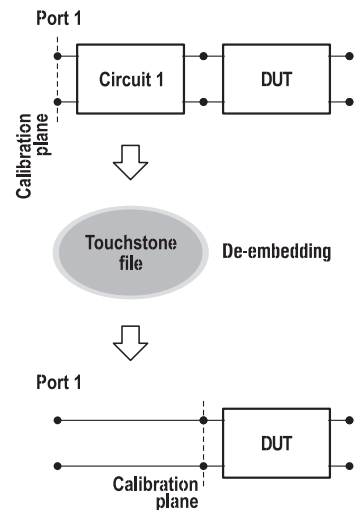 Port 1
Circuit 1
DUT
Calibration
plane
Touchstone
file
De-embedding
Port 1
DUT
Calibration
plane